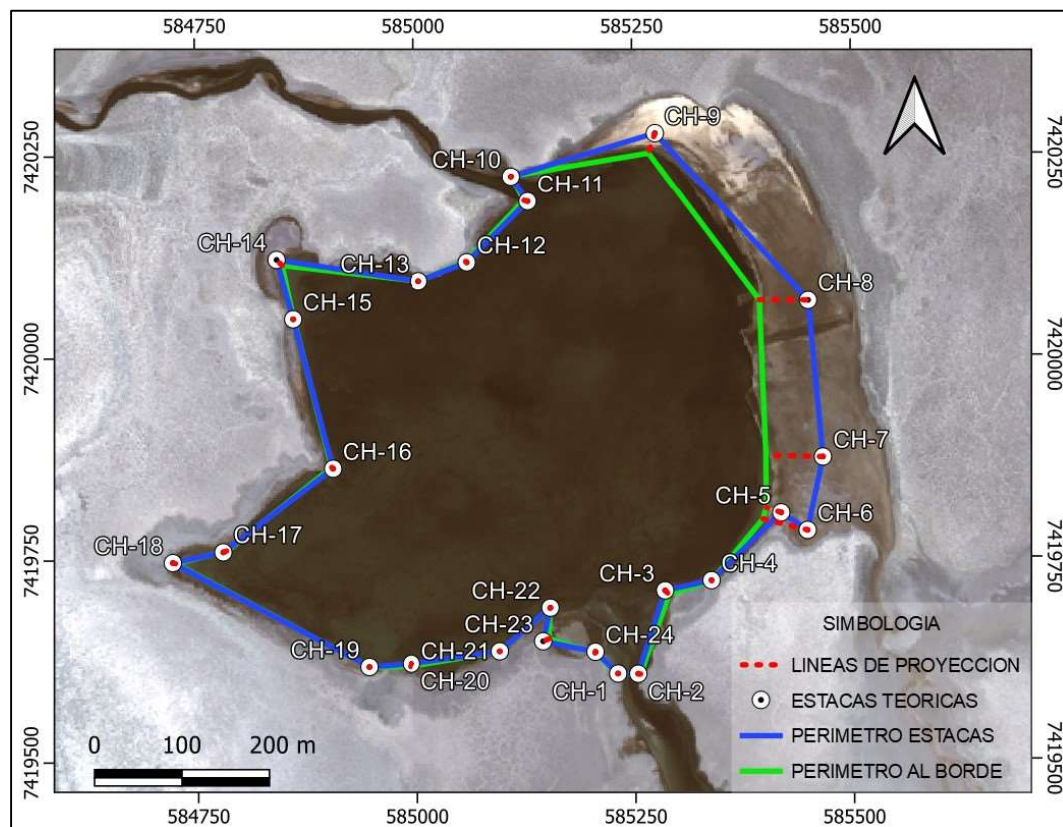 584750
585000
585250
585500
7420250
7420000
7419750
7419500
7420250
7420000
7419750
7419500
CH-9
CH-10
CH-11
CH-12
CH-14
CH-13
CH-8
CH-15
CH-16
CH-7
CH-5
CH-6
CH-17
CH-18
CH-4
CH-3
CH-22
CH-23
CH-24
CH-19
CH-21
CH-20
CH-1
CH-2
SIMBOLOGIA
LINEAS DE PROYECCION
ESTACAS TEORICAS
PERIMETRO ESTACAS
PERIMETRO AL BORDE
0 100 200 m
584750
585000
585250
585500